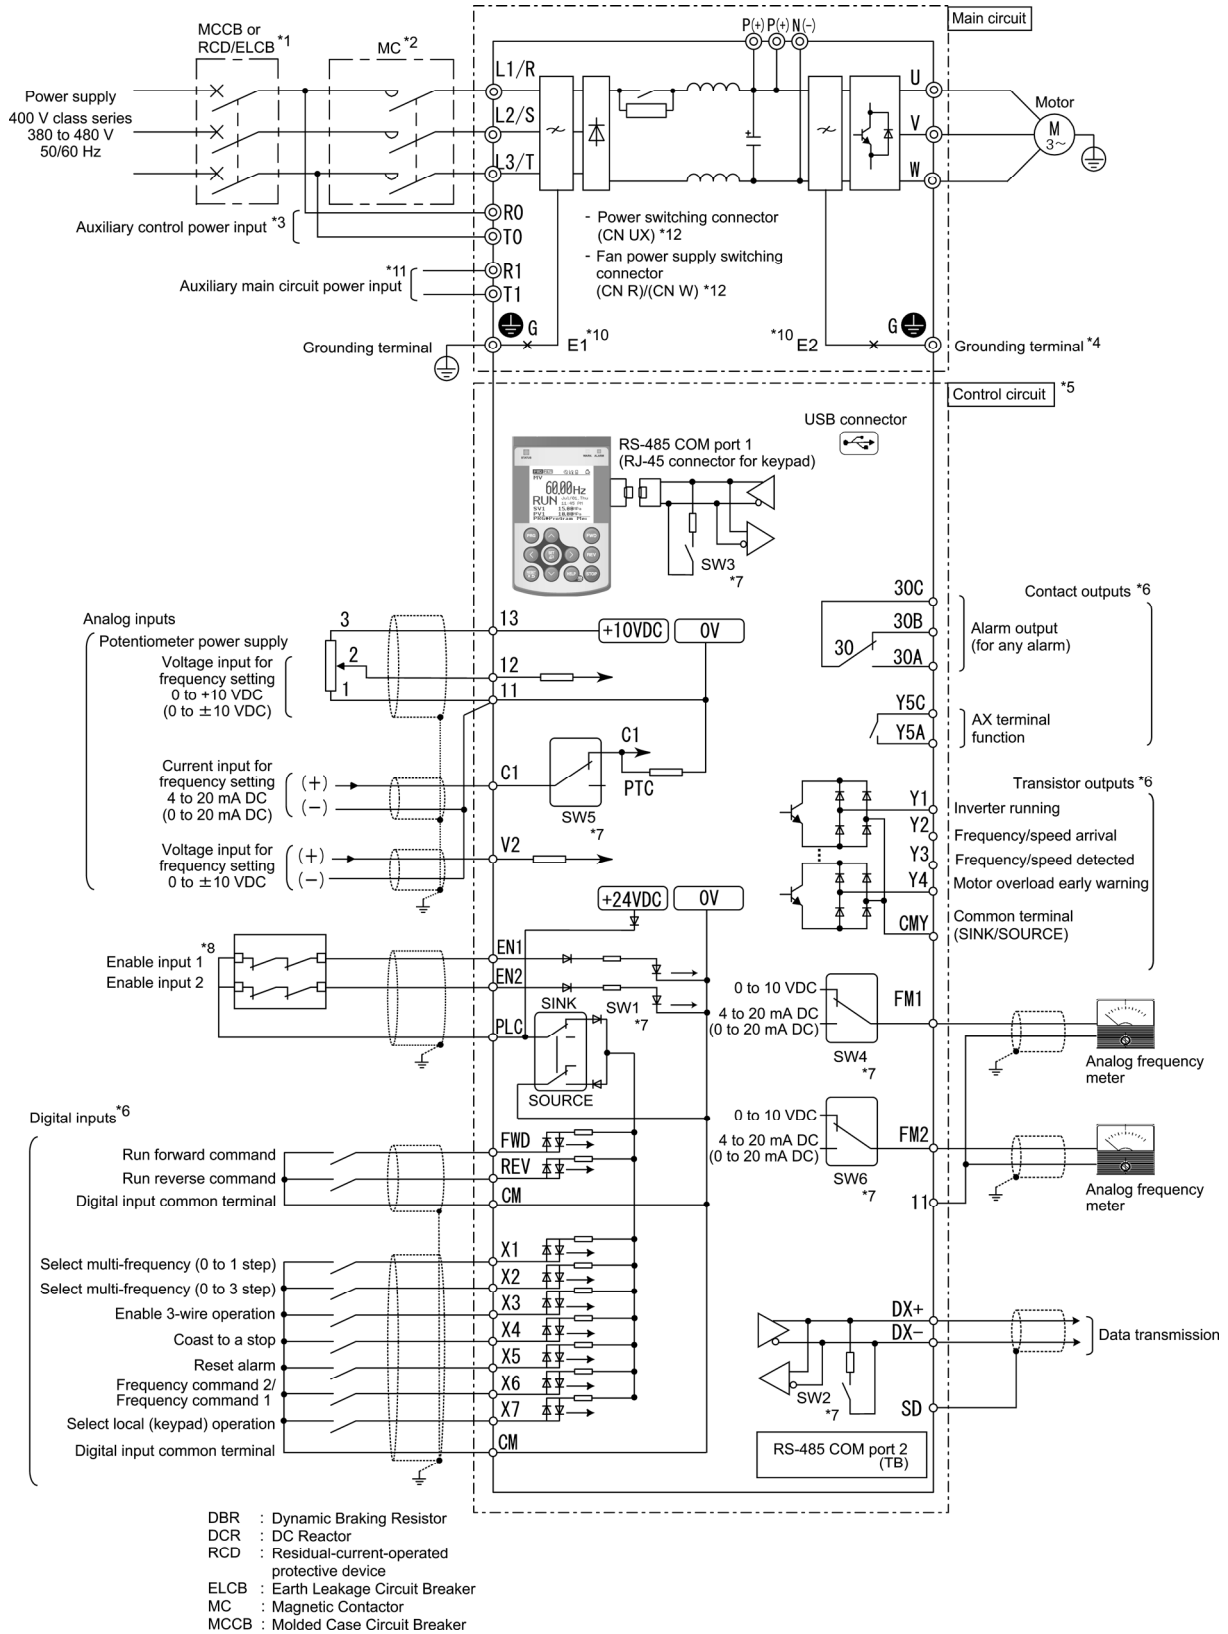 Main circuit
P(+) P(+) N(-)
MCCB or
RCD/ELCB *1
MC *2
Power supply
400 V class series
380 to 480 V
50/60 Hz
L1/R
L2/S
L3/T
U
V
W
Motor
M
3~
Auxiliary control power input *3
R0
T0
*11
Auxiliary main circuit power input
R1
T1
- Power switching connector
(CN UX) *12
- Fan power supply switching
connector
(CN R)/(CN W) *12
G
E1 *10
*10 E2
G
Grounding terminal
Grounding terminal *4
Control circuit *5
USB connector
RS-485 COM port 1
(RJ-45 connector for keypad)
60.00Hz
RUN
SW3
*7
Analog inputs
Potentiometer power supply
Voltage input for
frequency setting
0 to +10 VDC
(0 to ±10 VDC)
3
2
1
13
12
11
+10VDC
0V
Current input for
frequency setting
4 to 20 mA DC
(0 to 20 mA DC)
(+)
(-)
C1
SW5
*7
C1
PTC
Voltage input for
frequency setting
0 to ±10 VDC
(+)
(-)
V2
30C
30B
30A
30
Contact outputs *6
Alarm output
(for any alarm)
Y5C
Y5A
AX terminal
function
Transistor outputs *6
Y1
Inverter running
Y2
Frequency/speed arrival
Y3
Frequency/speed detected
Y4
Motor overload early warning
CMY
Common terminal
(SINK/SOURCE)
+24VDC
0V
*8
Enable input 1
Enable input 2
EN1
EN2
PLC
SINK
SW1
*7
SOURCE
0 to 10 VDC
4 to 20 mA DC
(0 to 20 mA DC)
SW4
*7
FM1
Analog frequency
meter
0 to 10 VDC
4 to 20 mA DC
(0 to 20 mA DC)
SW6
*7
FM2
11
Analog frequency
meter
Digital inputs *6
Run forward command
FWD
Run reverse command
REV
Digital input common terminal
CM
Select multi-frequency (0 to 1 step)
X1
Select multi-frequency (0 to 3 step)
X2
Enable 3-wire operation
X3
Coast to a stop
X4
Reset alarm
X5
Frequency command 2/
Frequency command 1
X6
Select local (keypad) operation
X7
Digital input common terminal
CM
DX+
DX-
Data transmission
SW2
*7
SD
RS-485 COM port 2
(TB)
DBR : Dynamic Braking Resistor
DCR : DC Reactor
RCD : Residual-current-operated
protective device
ELCB : Earth Leakage Circuit Breaker
MC : Magnetic Contactor
MCCB : Molded Case Circuit Breaker